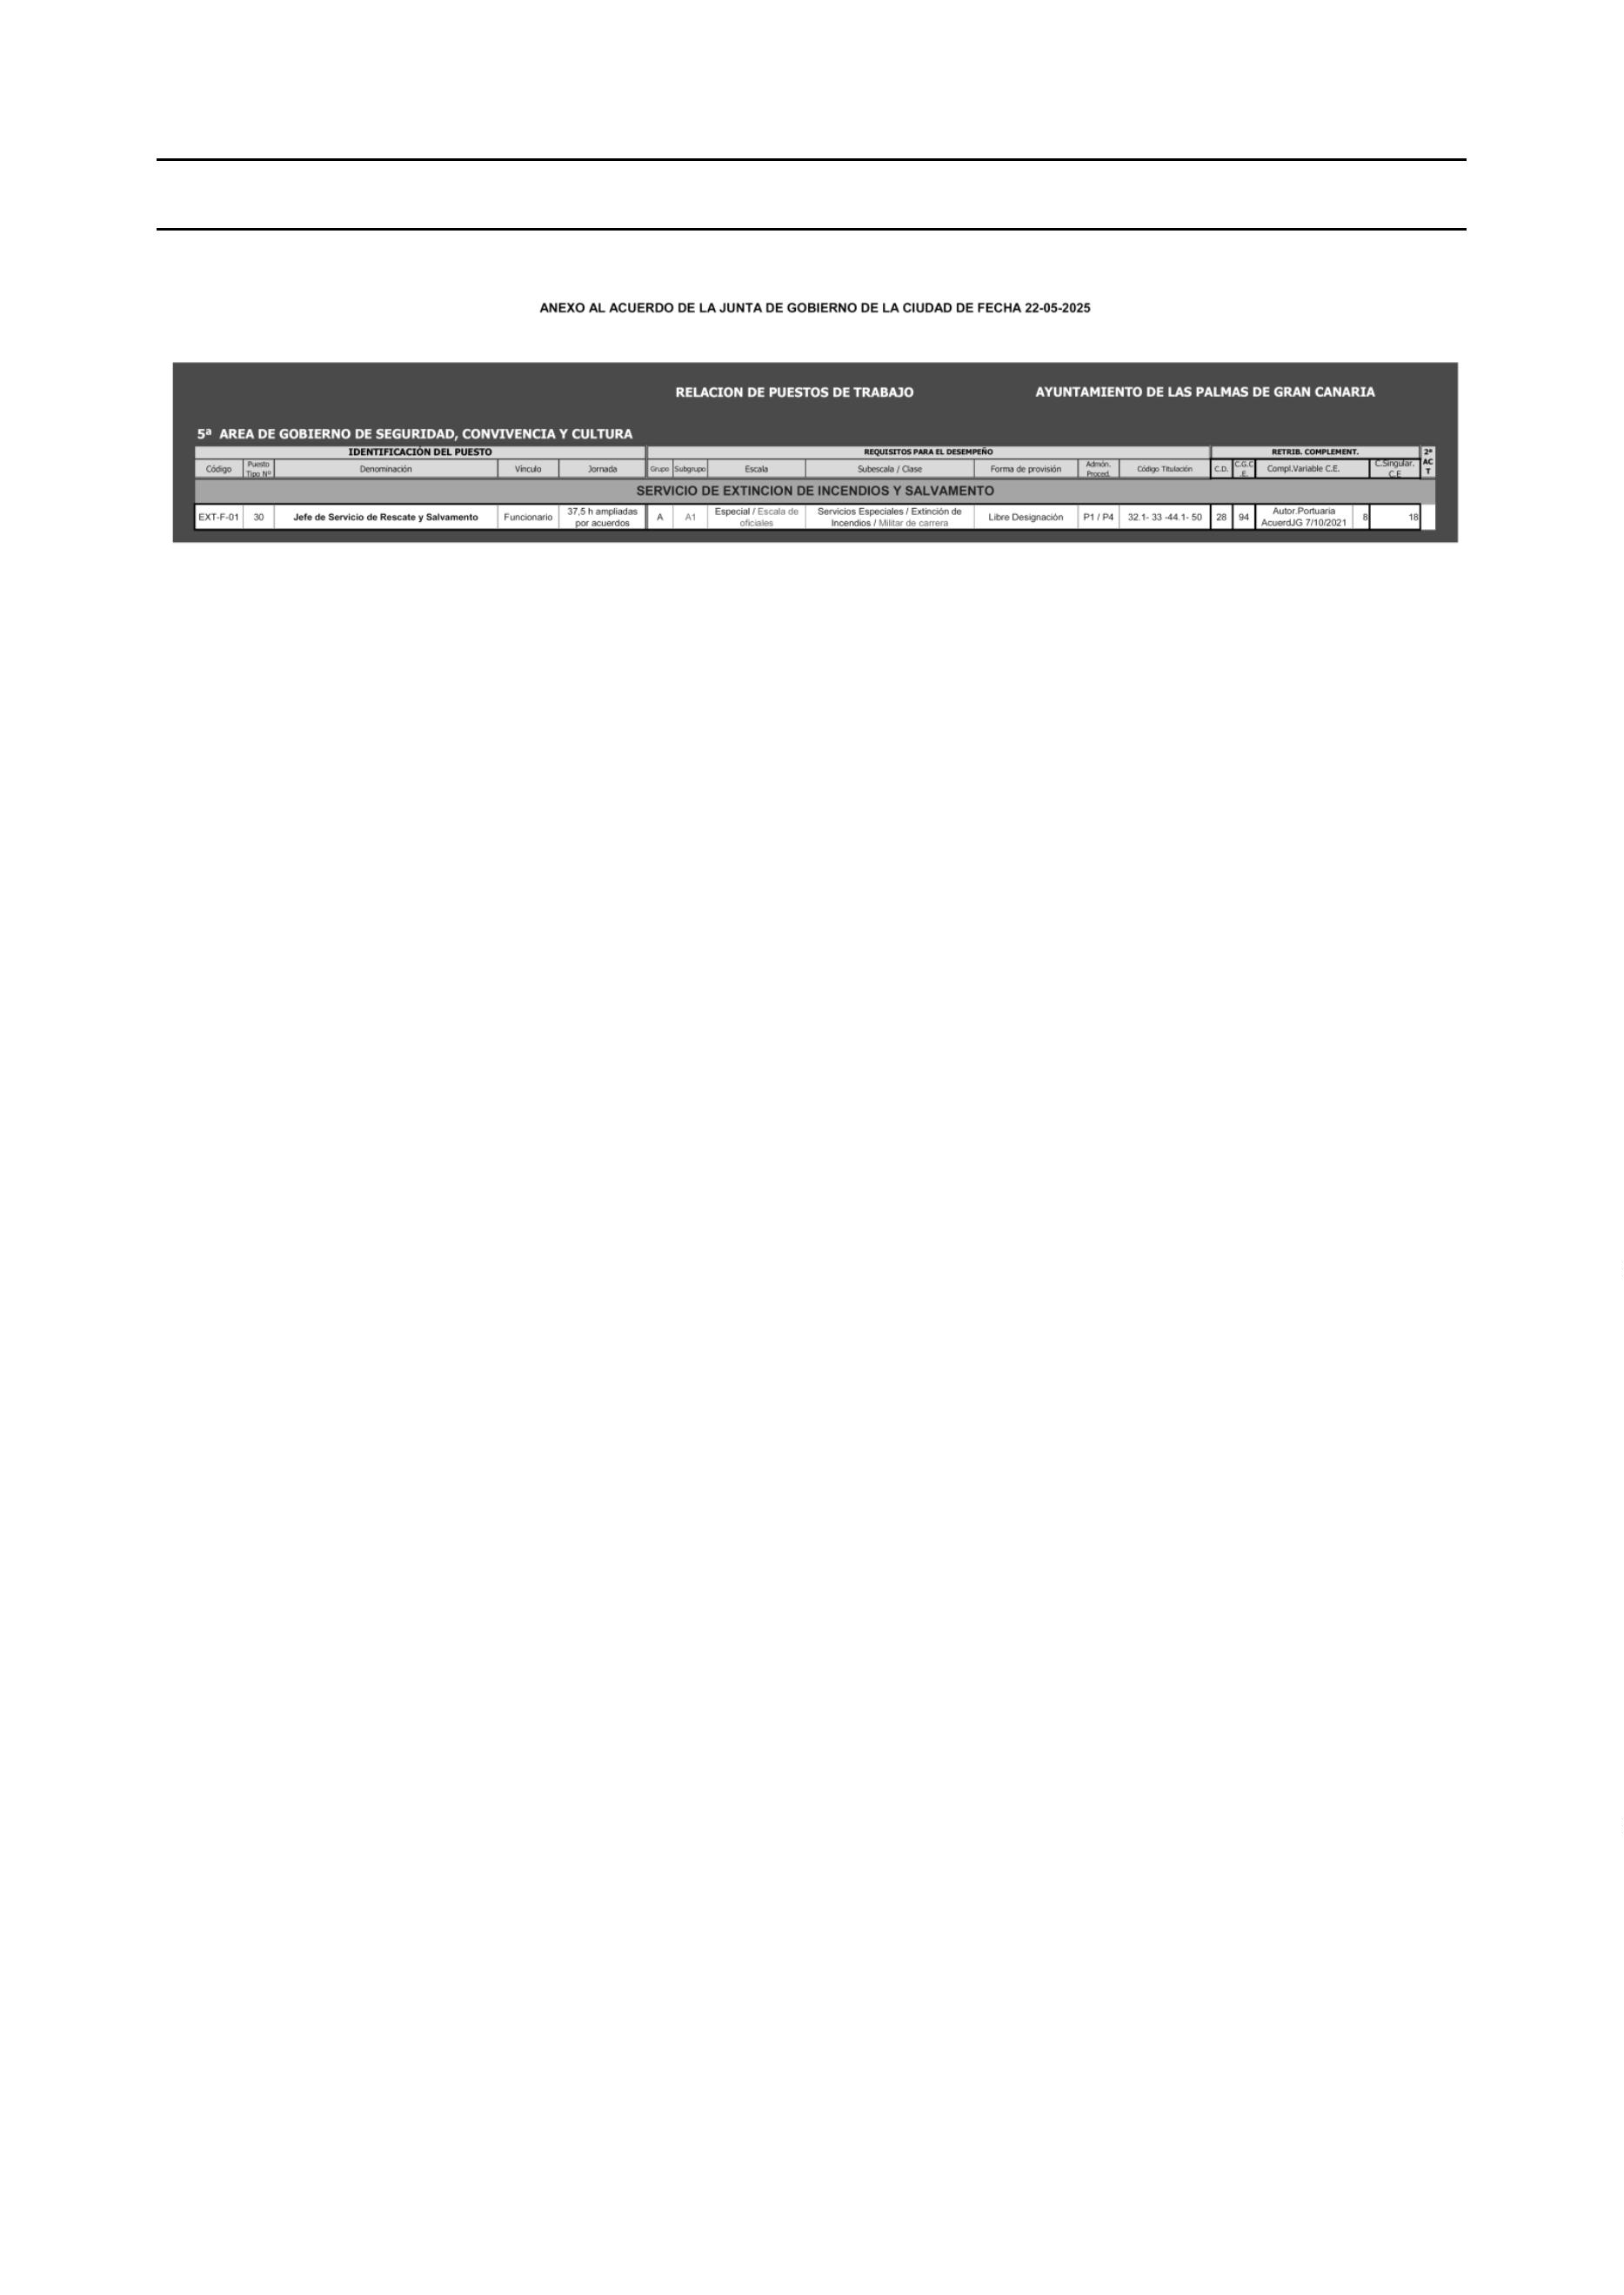 ANEXO AL ACUERDO DE LA JUNTA DE GOBIERNO DE LA CIUDAD DE FECHA 22-05-2025
RELACION DE PUESTOS DE TRABAJO AYUNTAMIENTO DE LAS PALMAS DE GRAN CANARIA
5ª AREA DE GOBIERNO DE SEGURIDAD, CONVIVENCIA Y CULTURA
IDENTIFICACIÓN DEL PUESTO REQUISITOS PARA EL DESEMPEÑO RETRIB. COMPLEMENT. 2ª
Código Puesto Denominación Vínculo Jornada Grupo Subgrupo Escala Subescala / Clase Forma de provisión Admón. Código Titulación C.D. C.G.C Compl.Variable C.E. C.Singular. AC
Tipo Nº Proced. .E. C.E T
SERVICIO DE EXTINCION DE INCENDIOS Y SALVAMENTO
EXT-F-01 30 Jefe de Servicio de Rescate y Salvamento Funcionario 37,5 h ampliadas A A1 Especial / Escala de Servicios Especiales / Extinción de Libre Designación P1 / P4 32.1- 33 -44.1- 50 28 94 Autor.Portuaria 8 18
por acuerdos oficiales Incendios / Militar de carrera AcuerdJG 7/10/2021